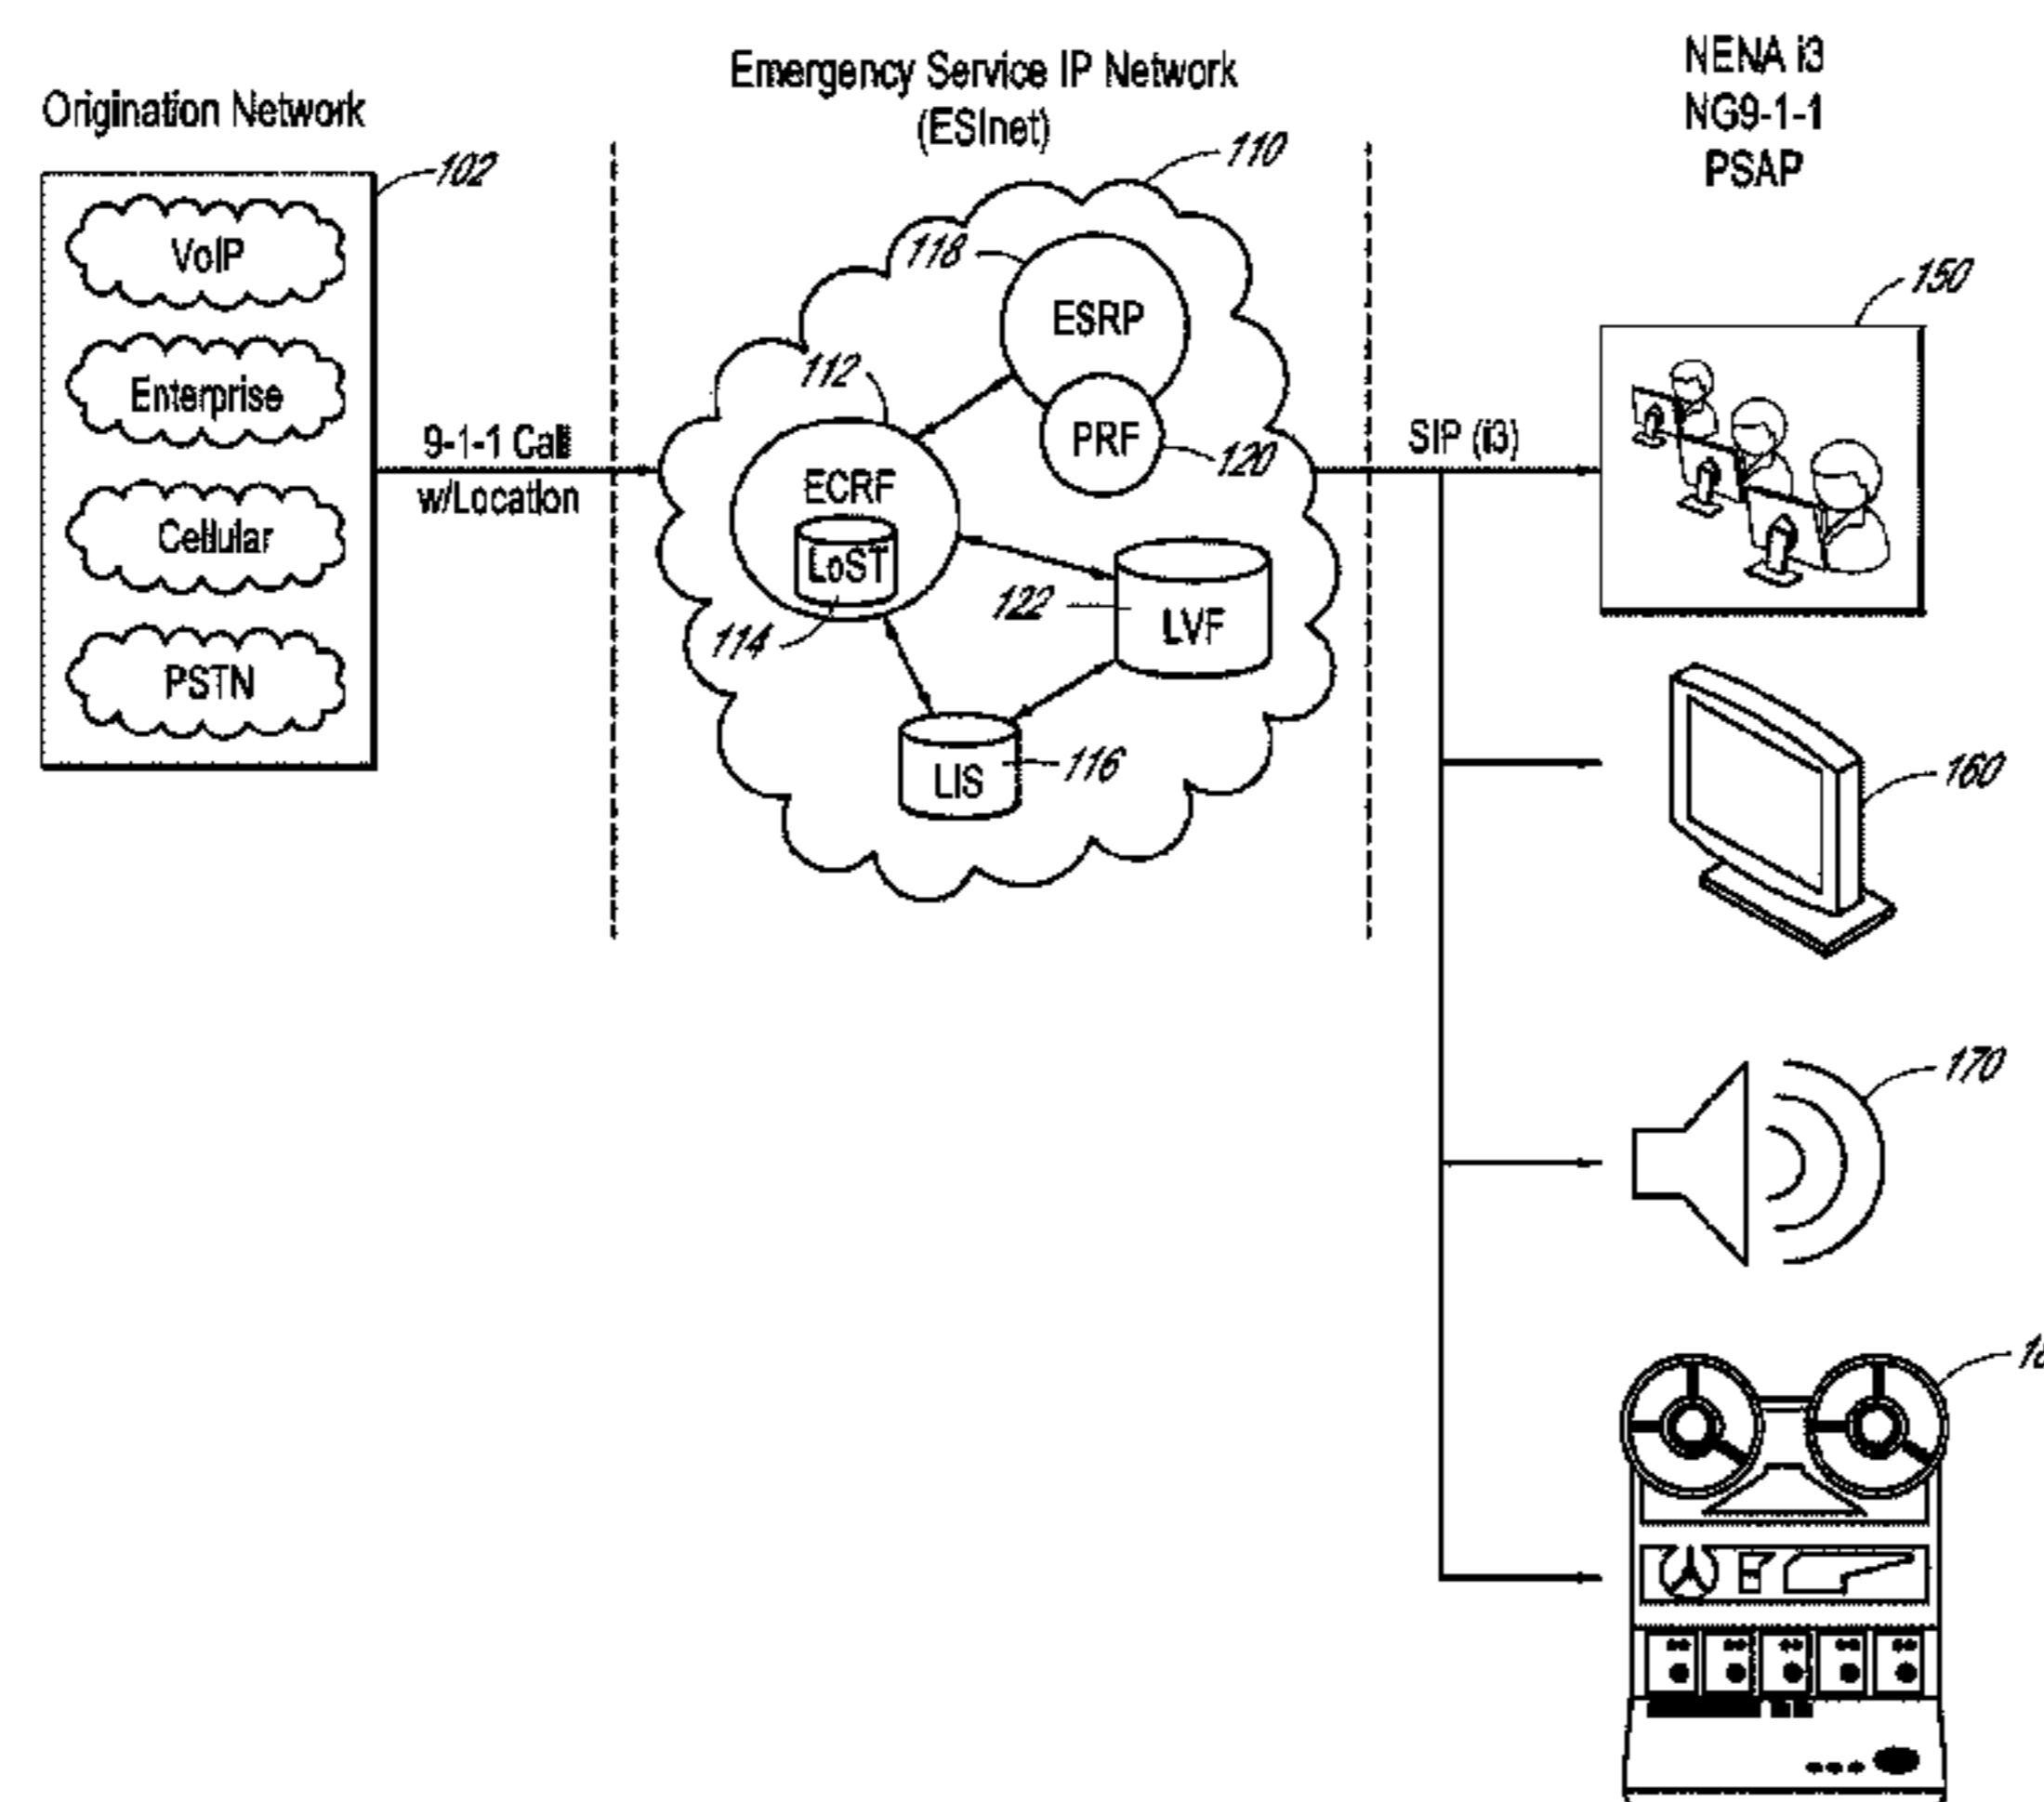 Origination Network
102
VoIP
Enterprise
Cellular
PSTN
9-1-1 Call
w/Location
Emergency Service IP Network
(ESInet)
110
118
ESRP
PRF
120
112
ECRF
LoST
114
122
LVF
LIS
116
SIP (i3)
NENA i3
NG9-1-1
PSAP
150
160
170